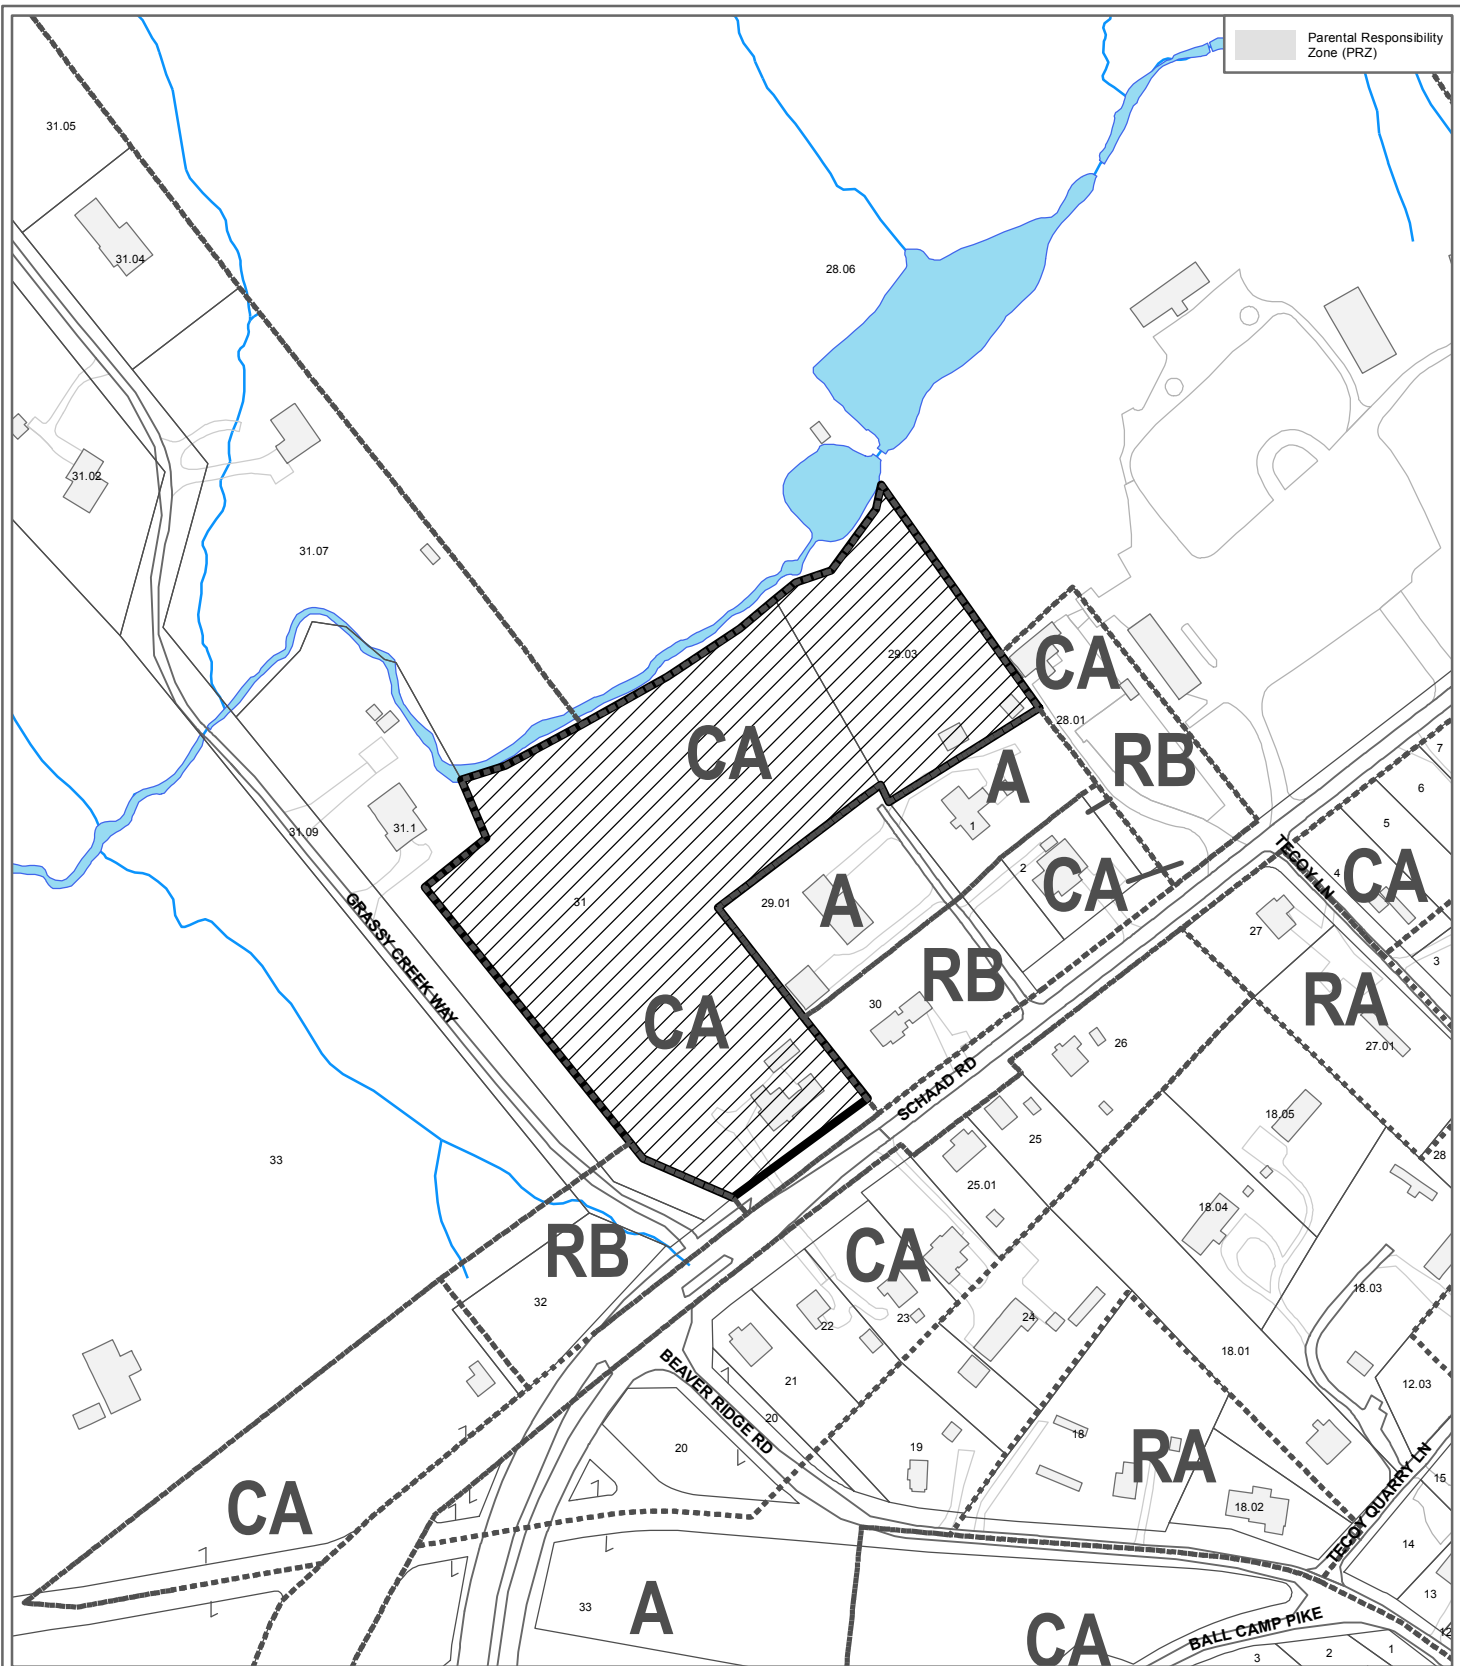 Parental Responsibility
Zone (PRZ)
31.05
31.04
28.06
31.02
31.07
29.03
CA
28.01
CA
RB
A
7
6
5
TECOY LN
4
CA
31.1
31.09
1
2
CA
31
29.01
A
GRASSY CREEK WAY
27
3
RB
RA
30
CA
26
27.01
SCHAAD RD
18.05
25
28
33
25.01
18.04
RB
CA
18.03
32
23
24
22
18.01
BEAVER RIDGE RD
21
12.03
20
18
20
19
RA
15
CA
18.02
TECOY QUARRY LN
14
13
33
A
CA
BALL CAMP PIKE
12
1
2
3